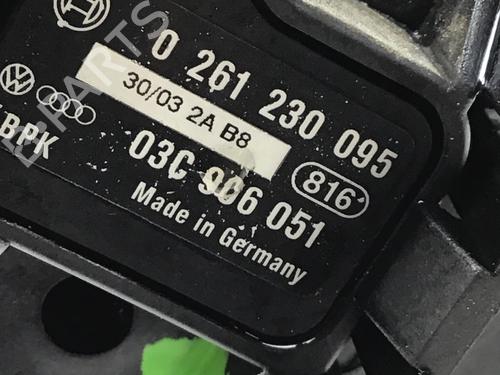 0 261 230 095
30/03 2A B8
BPK
03C 906 051
816
Made in Germany